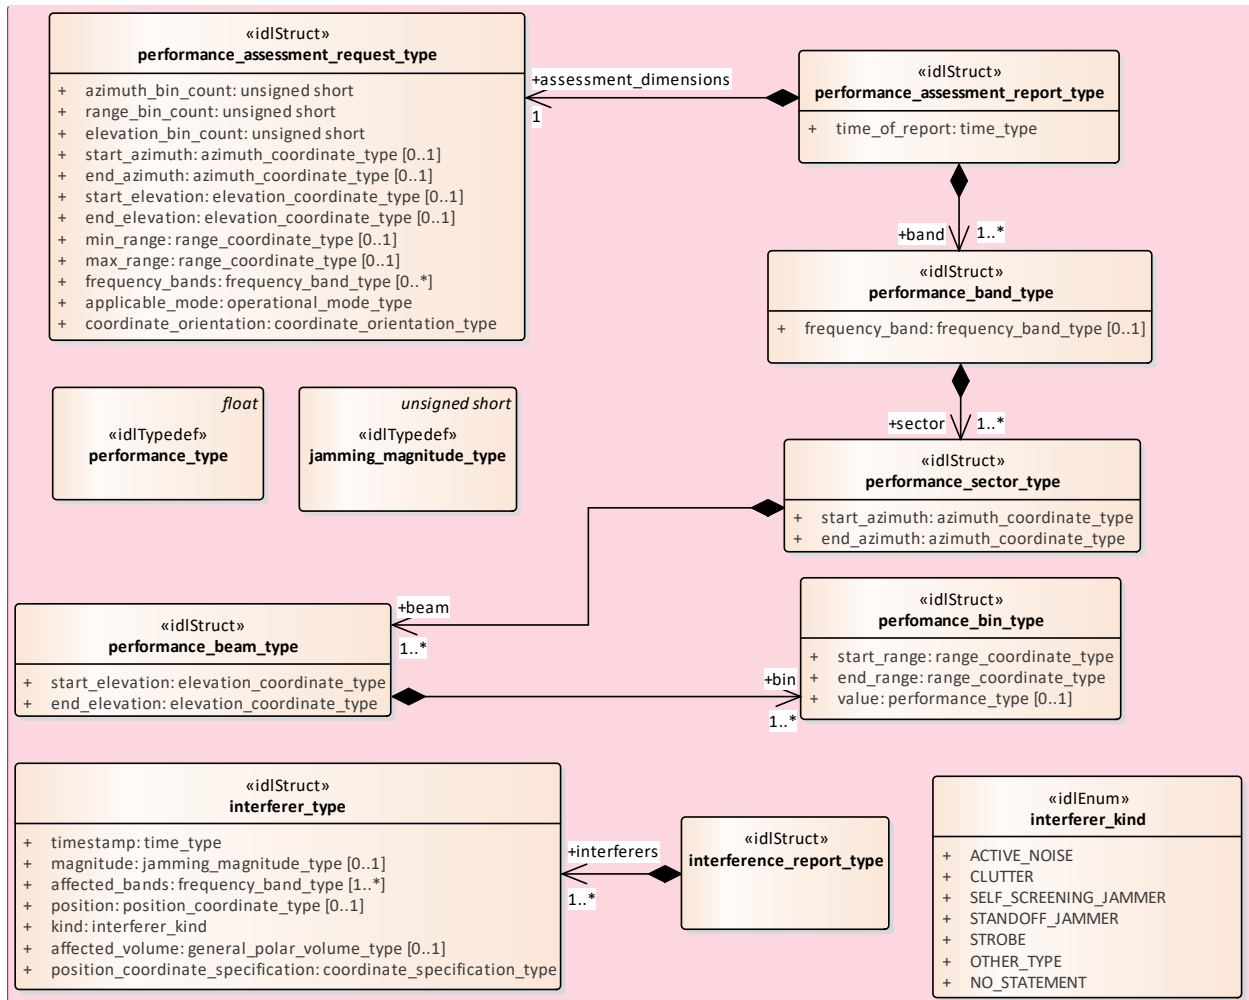 «idlStruct»
performance_assessment_request_type
+ azimuth_bin_count: unsigned short
+ range_bin_count: unsigned short
+ elevation_bin_count: unsigned short
+ start_azimuth: azimuth_coordinate_type [0..1]
+ end_azimuth: azimuth_coordinate_type [0..1]
+ start_elevation: elevation_coordinate_type [0..1]
+ end_elevation: elevation_coordinate_type [0..1]
+ min_range: range_coordinate_type [0..1]
+ max_range: range_coordinate_type [0..1]
+ frequency_bands: frequency_band_type [0..*]
+ applicable_mode: operational_mode_type
+ coordinate_orientation: coordinate_orientation_type
+assessment_dimensions
1
«idlStruct»
performance_assessment_report_type
+ time_of_report: time_type
+band
1..*
«idlStruct»
performance_band_type
+ frequency_band: frequency_band_type [0..1]
float
«idlTypedef»
performance_type
unsigned short
«idlTypedef»
jamming_magnitude_type
+sector
1..*
«idlStruct»
performance_sector_type
+ start_azimuth: azimuth_coordinate_type
+ end_azimuth: azimuth_coordinate_type
+beam
1..*
«idlStruct»
performance_beam_type
+ start_elevation: elevation_coordinate_type
+ end_elevation: elevation_coordinate_type
+bin
1..*
«idlStruct»
perfomance_bin_type
+ start_range: range_coordinate_type
+ end_range: range_coordinate_type
+ value: performance_type [0..1]
«idlStruct»
interferer_type
+ timestamp: time_type
+ magnitude: jamming_magnitude_type [0..1]
+ affected_bands: frequency_band_type [1..*]
+ position: position_coordinate_type [0..1]
+ kind: interferer_kind
+ affected_volume: general_polar_volume_type [0..1]
+ position_coordinate_specification: coordinate_specification_type
+interferers
1..*
«idlStruct»
interference_report_type
«idlEnum»
interferer_kind
+ ACTIVE_NOISE
+ CLUTTER
+ SELF_SCREENING_JAMMER
+ STANDOFF_JAMMER
+ STROBE
+ OTHER_TYPE
+ NO_STATEMENT